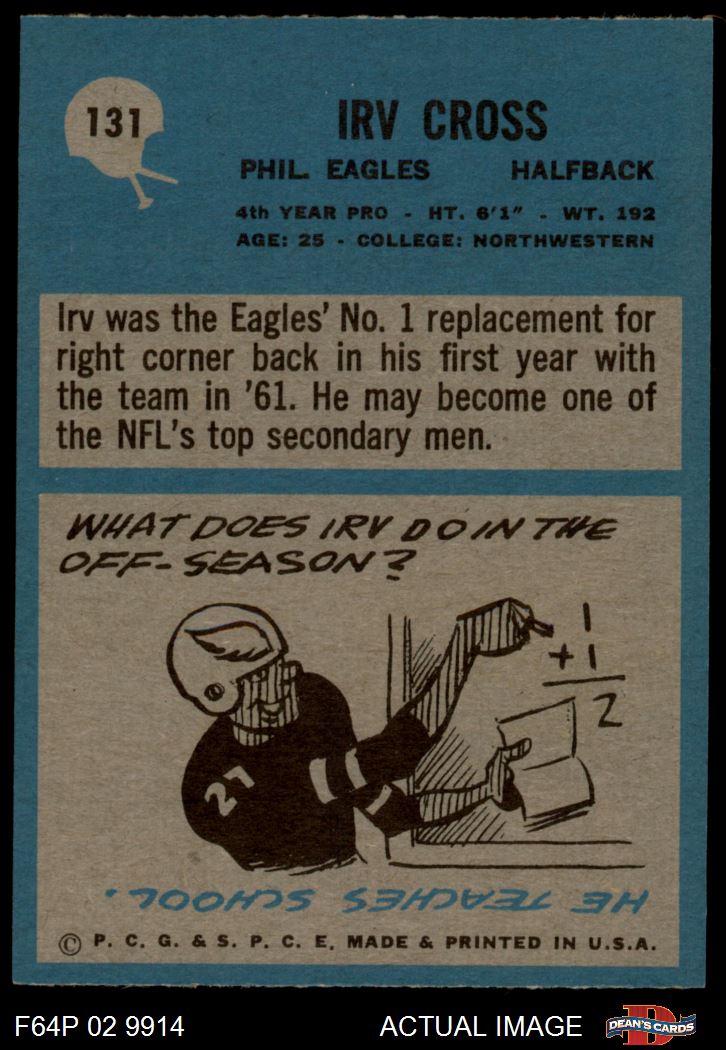 131
IRV CROSS
PHIL. EAGLES HALFBACK
4th YEAR PRO - HT. 6'1" - WT. 192
AGE: 25 - COLLEGE: NORTHWESTERN
Irv was the Eagles' No. 1 replacement for
right corner back in his first year with
the team in '61. He may become one of
the NFL's top secondary men.
WHAT DOES IRV DO IN THE
OFF-SEASON?
1
+1
2
27
HE TEACHES SCHOOL.
© P. C. G. & S. P. C. E. MADE & PRINTED IN U.S.A.
F64P 02 9914 ACTUAL IMAGE
D
DEAN'S CARDS